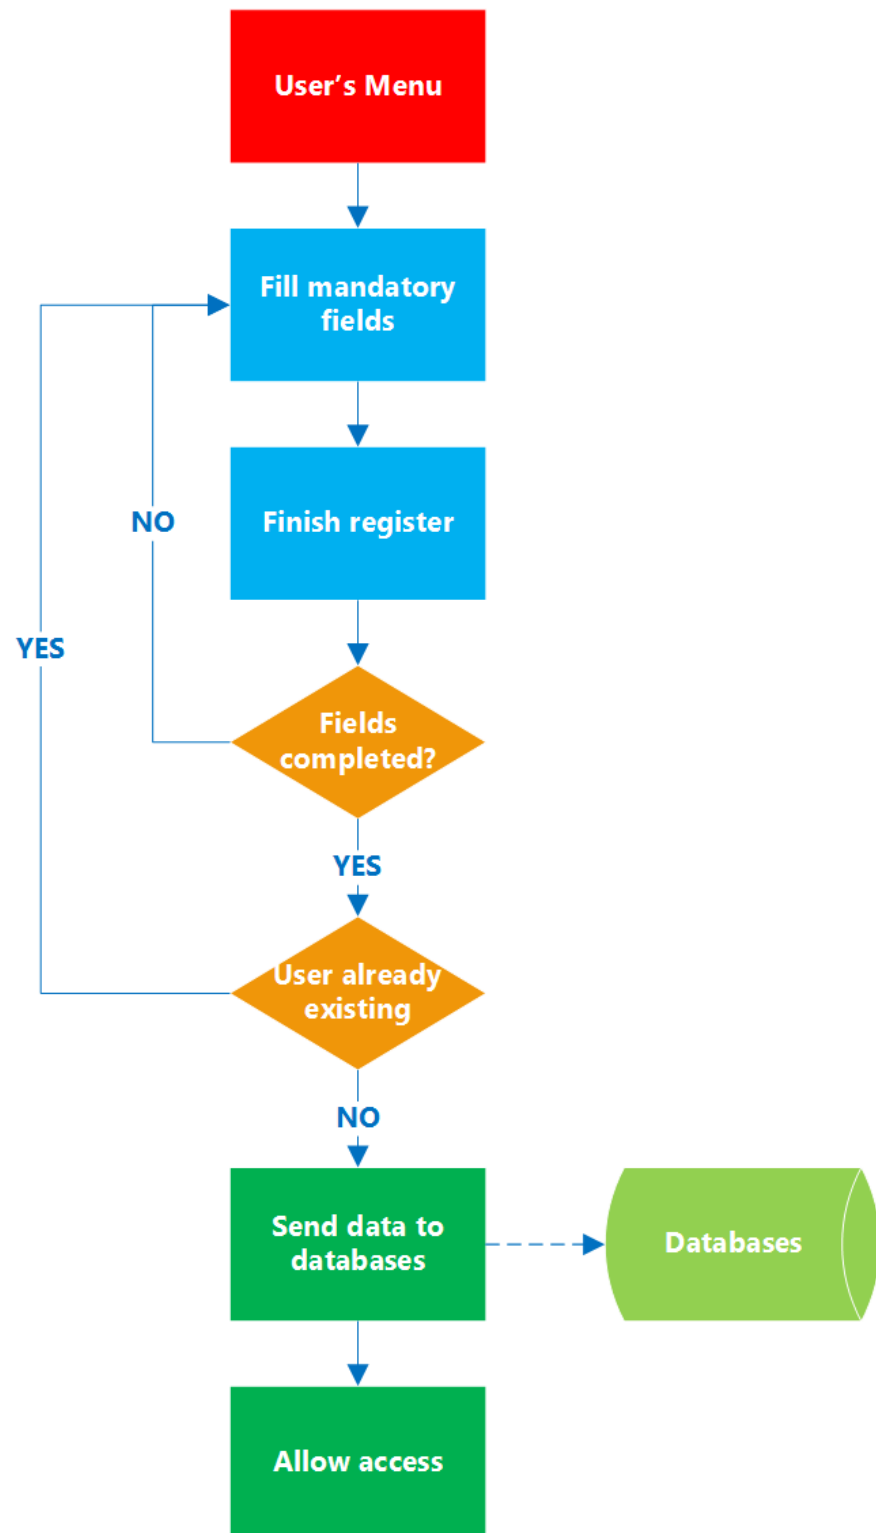 User's Menu
Fill mandatory
fields
Finish register
NO
YES
Fields
completed?
YES
User already
existing
NO
Send data to
databases
Databases
Allow access